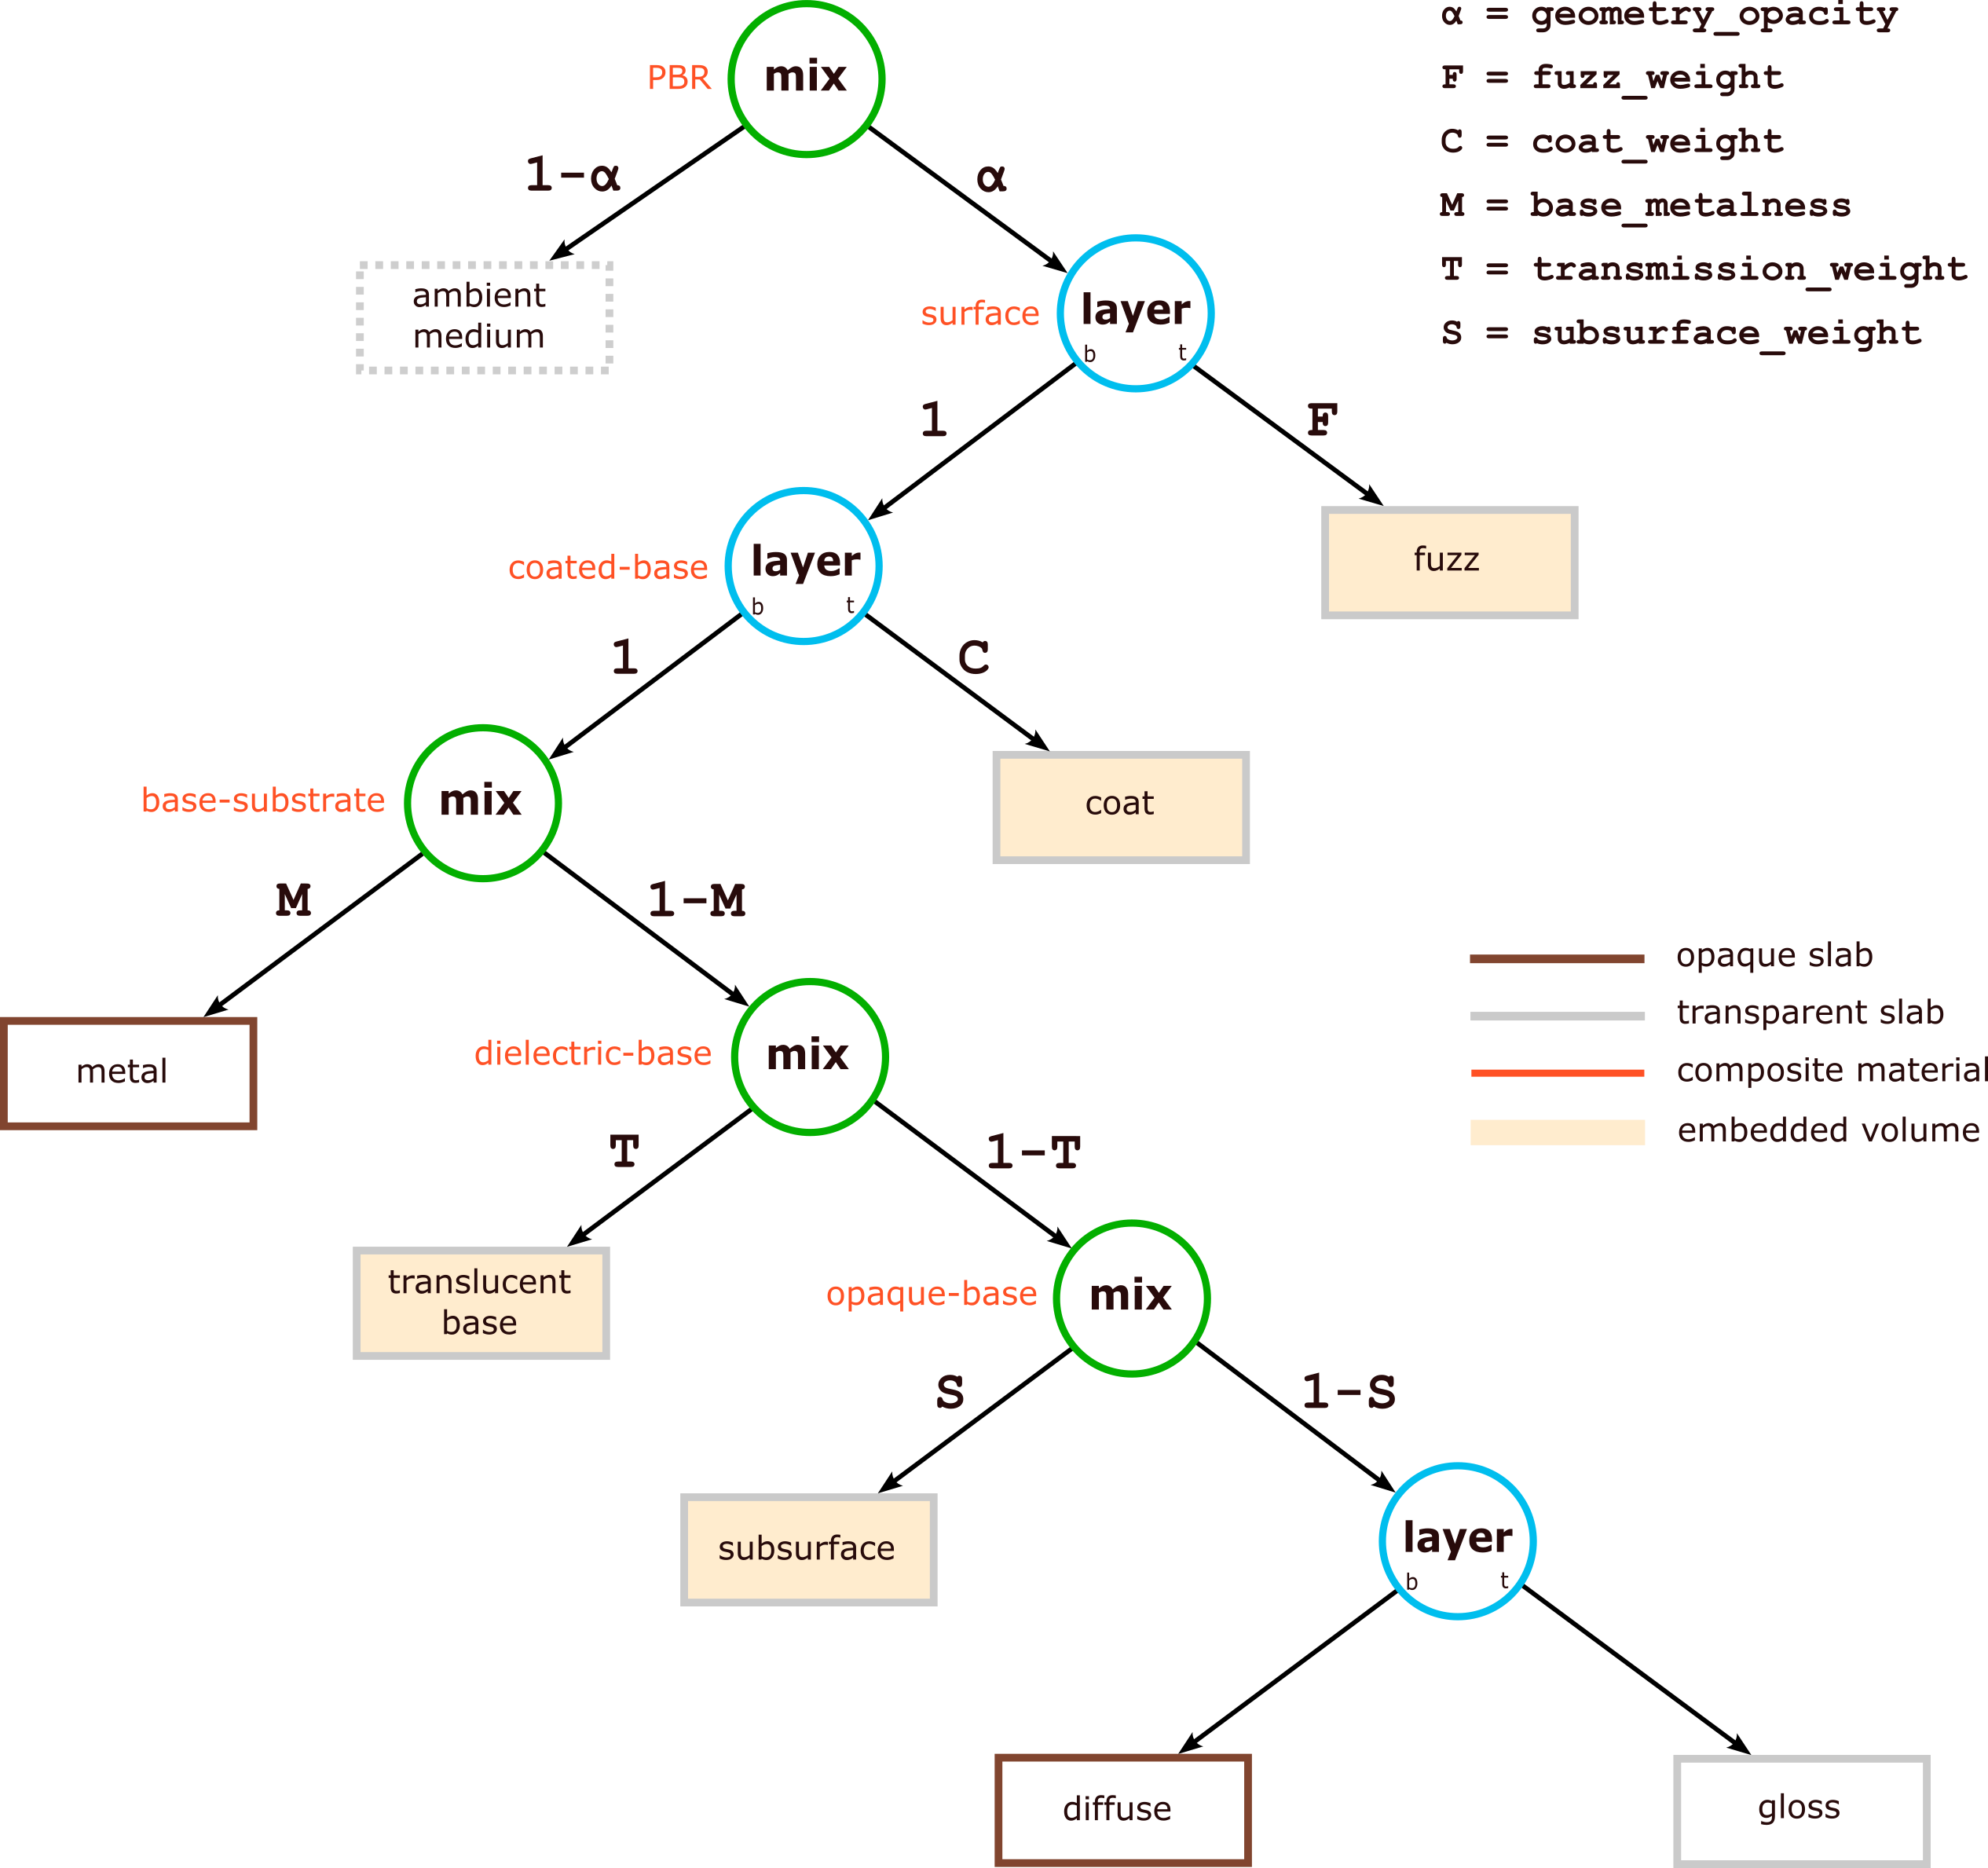 α = geometry_opacity
F = fuzz_weight
C = coat_weight
M = base_metalness
T = transmission_weight
S = subsurface_weight
PBR
mix
1-α
α
ambient
medium
surface
layer
b
t
1
F
coated-base
layer
b
t
fuzz
1
C
base-substrate
mix
coat
M
1-M
opaque slab
transparent slab
composite material
embedded volume
metal
dielectric-base
mix
T
1-T
translucent
base
opaque-base
mix
S
1-S
subsurface
layer
b
t
diffuse
gloss